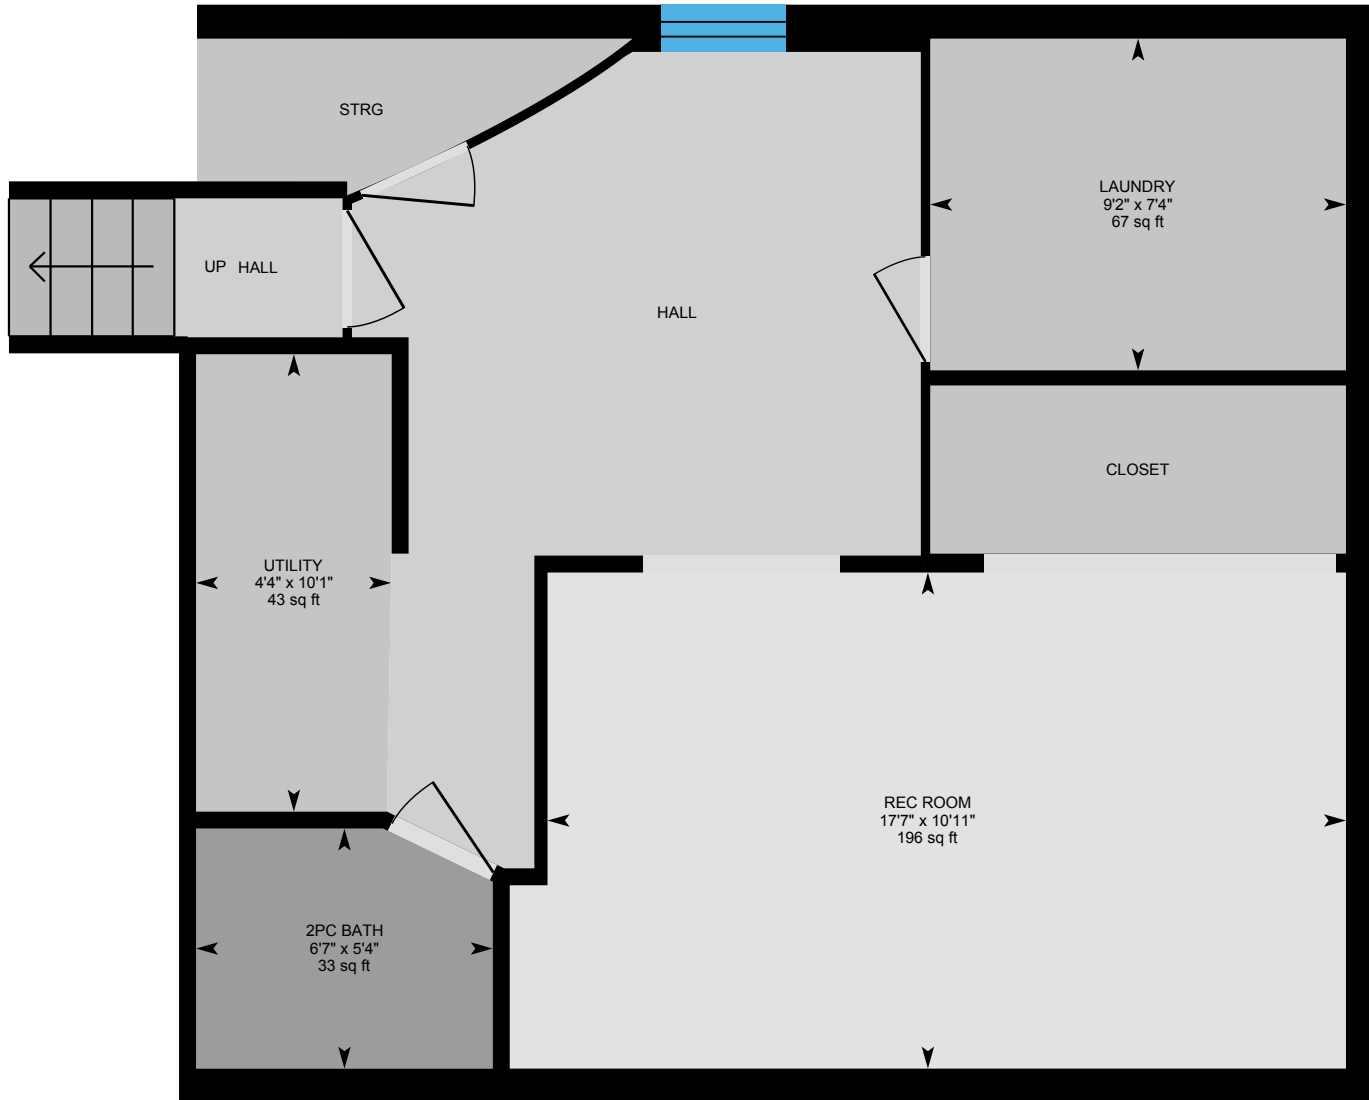 STRG
LAUNDRY
9'2" x 7'4"
67 sq ft
UP HALL
HALL
CLOSET
UTILITY
4'4" x 10'1"
43 sq ft
REC ROOM
17'7" x 10'11"
196 sq ft
2PC BATH
6'7" x 5'4"
33 sq ft